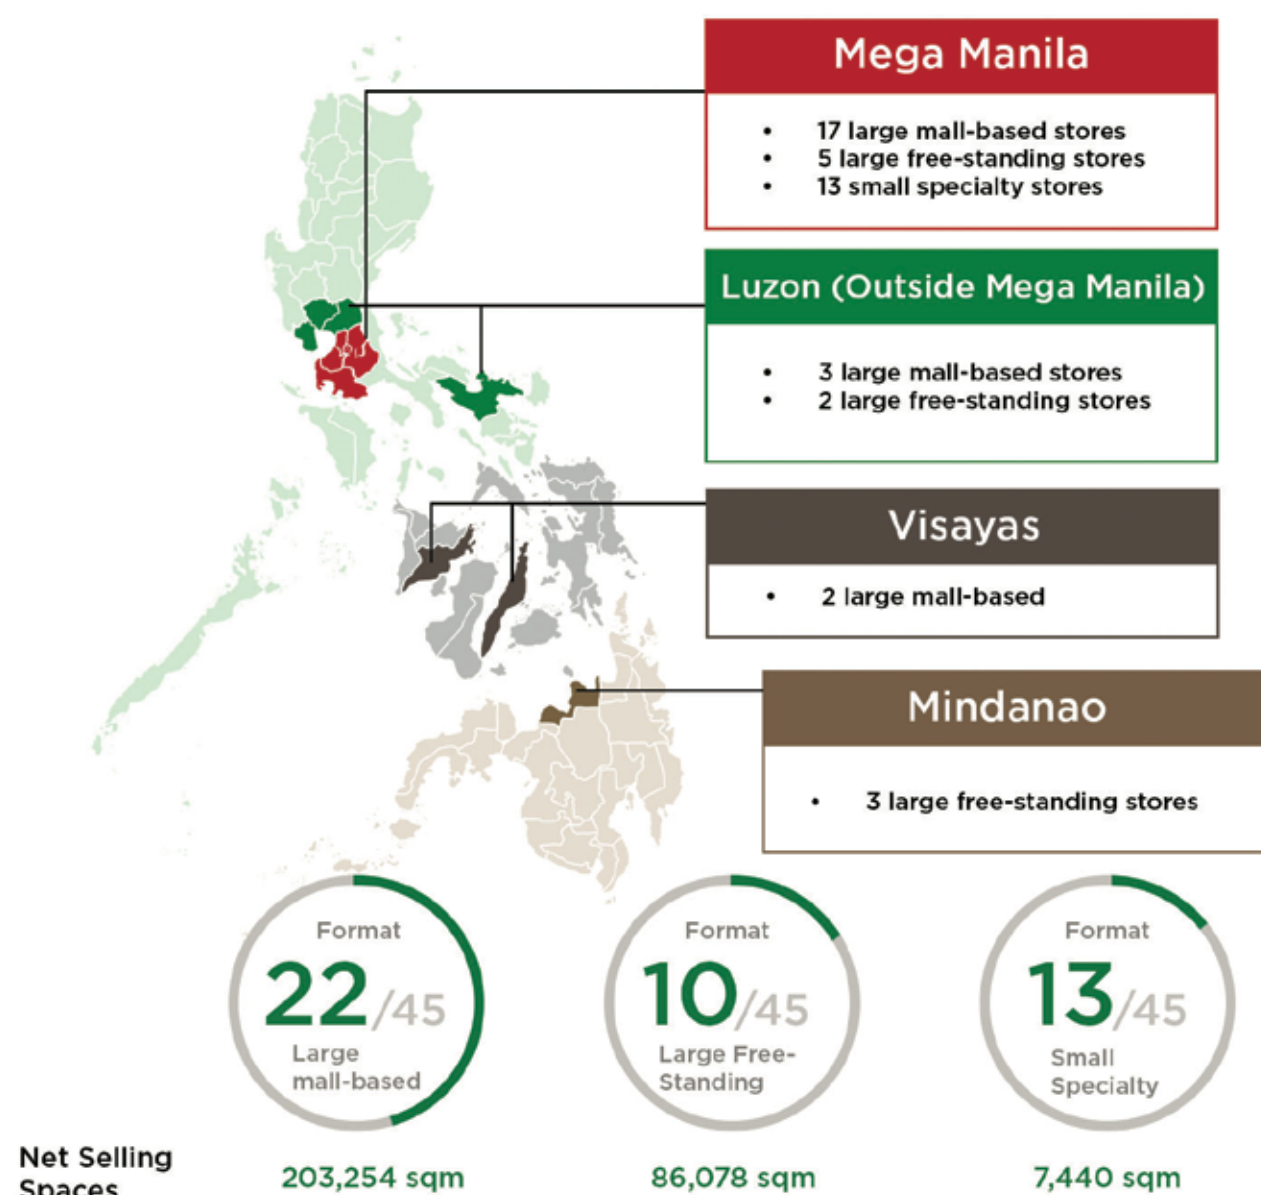 Mega Manila
• 17 large mall-based stores
• 5 large free-standing stores
• 13 small specialty stores
Luzon (Outside Mega Manila)
• 3 large mall-based stores
• 2 large free-standing stores
Visayas
• 2 large mall-based
Mindanao
• 3 large free-standing stores
Format
22/45
Large
mall-based
Format
10/45
Large Free-
Standing
Format
13/45
Small
Specialty
Net Selling
Spaces
203,254 sqm
86,078 sqm
7,440 sqm